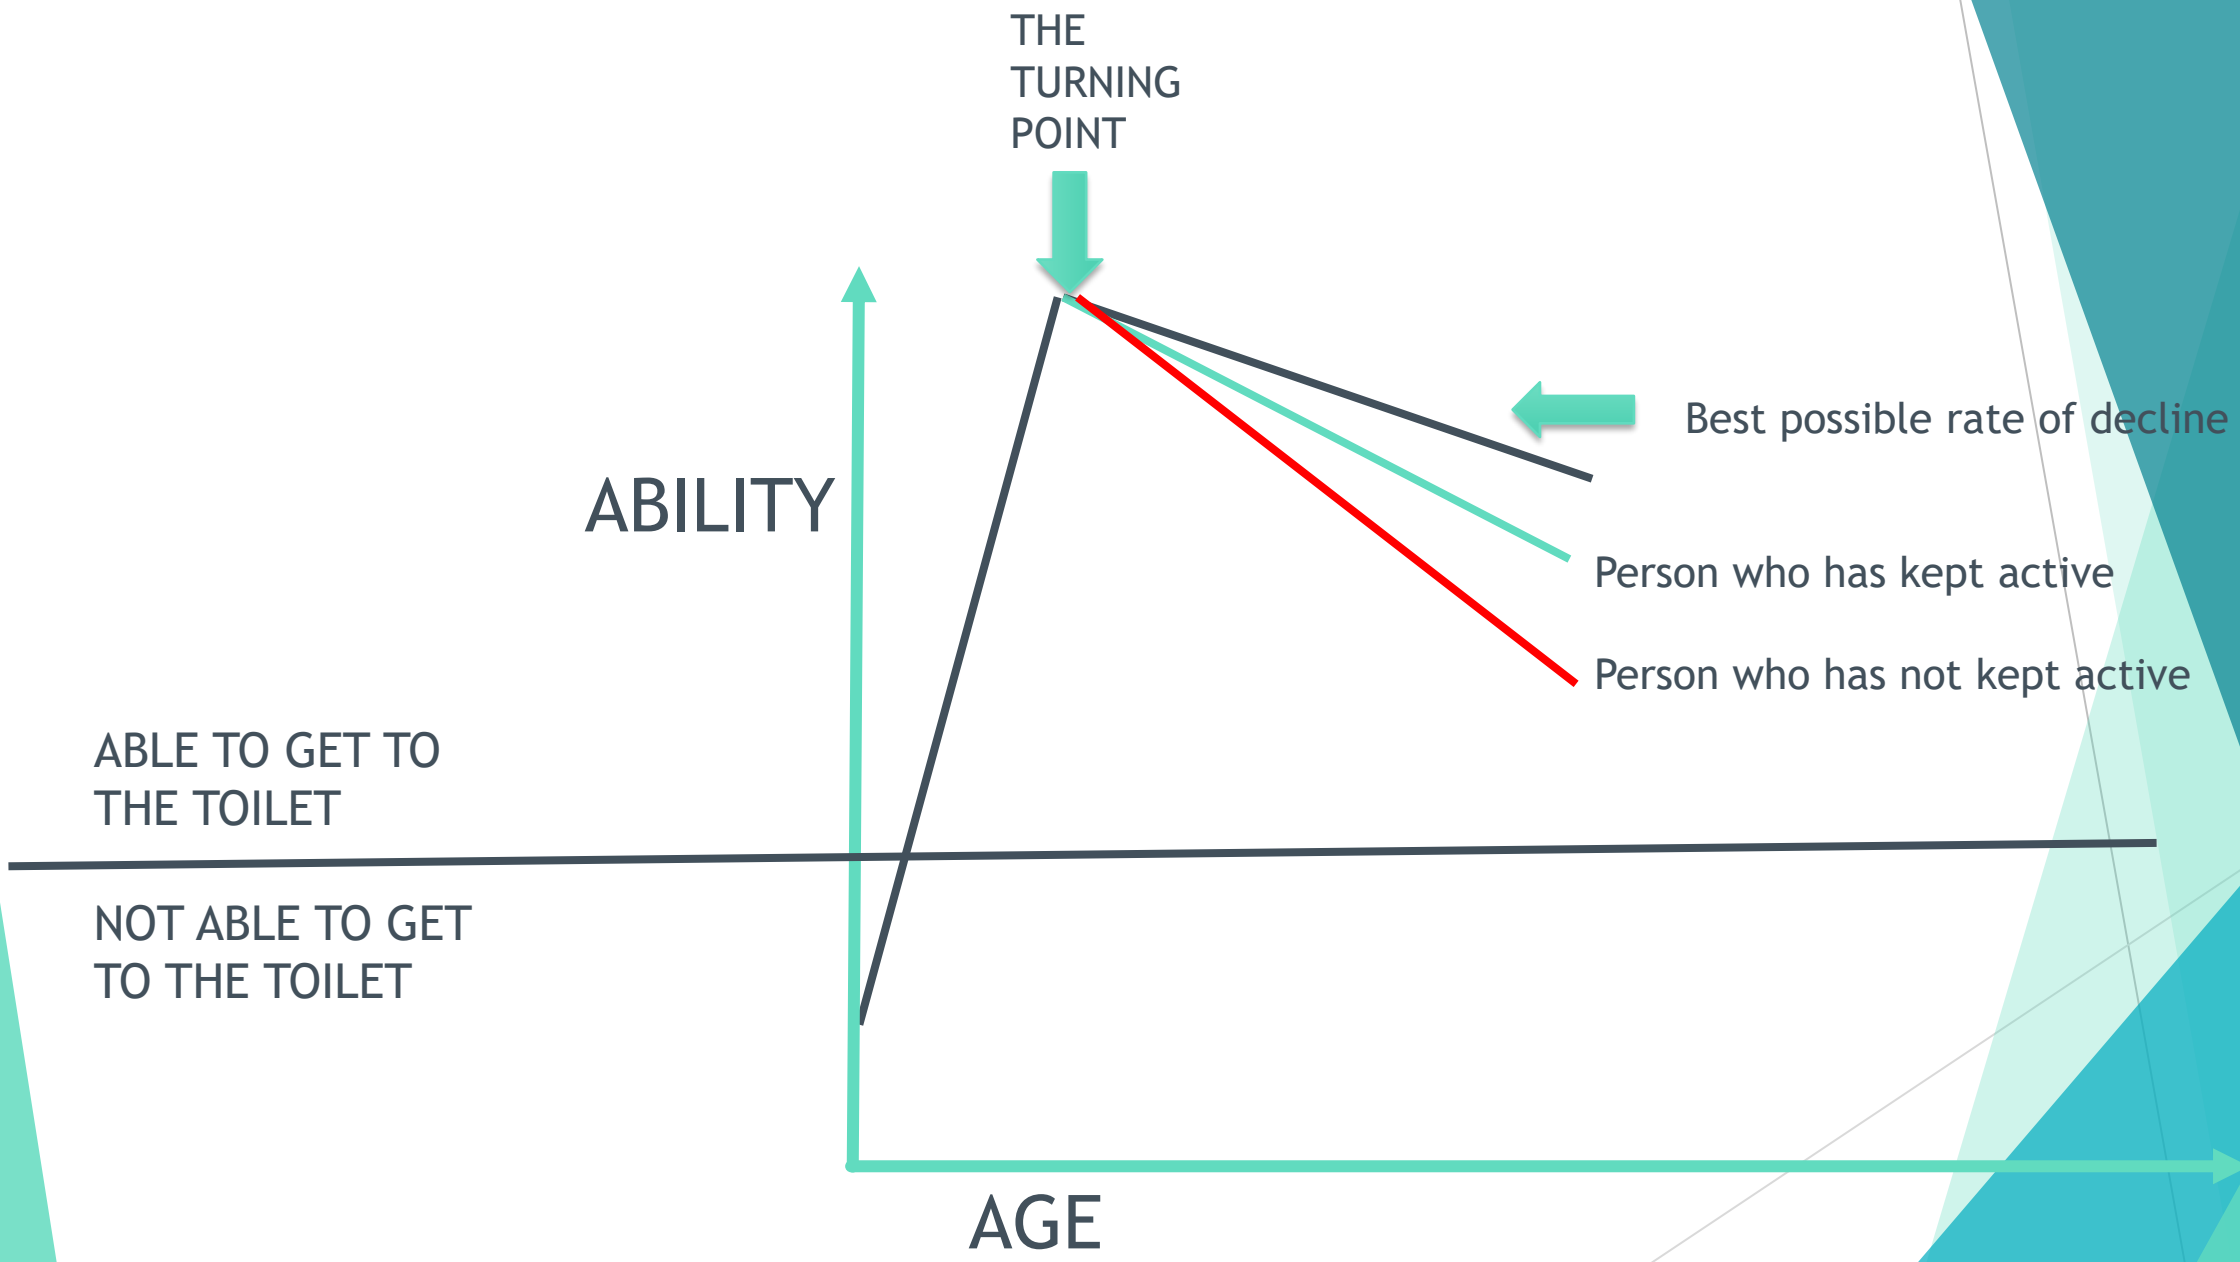 THE
TURNING
POINT
Best possible rate of decline
ABILITY
Person who has kept active
Person who has not kept active
ABLE TO GET TO
THE TOILET
NOT ABLE TO GET
TO THE TOILET
AGE